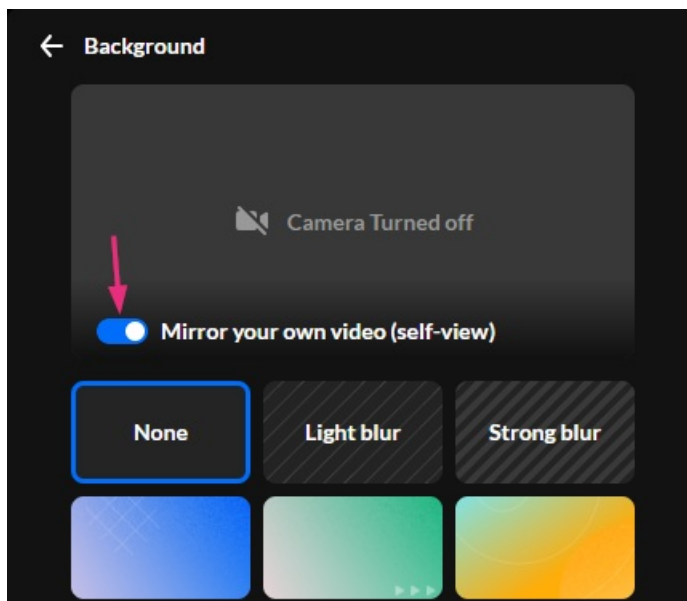 Background
Camera Turned off
Mirror your own video (self-view)
None
Light blur
Strong blur